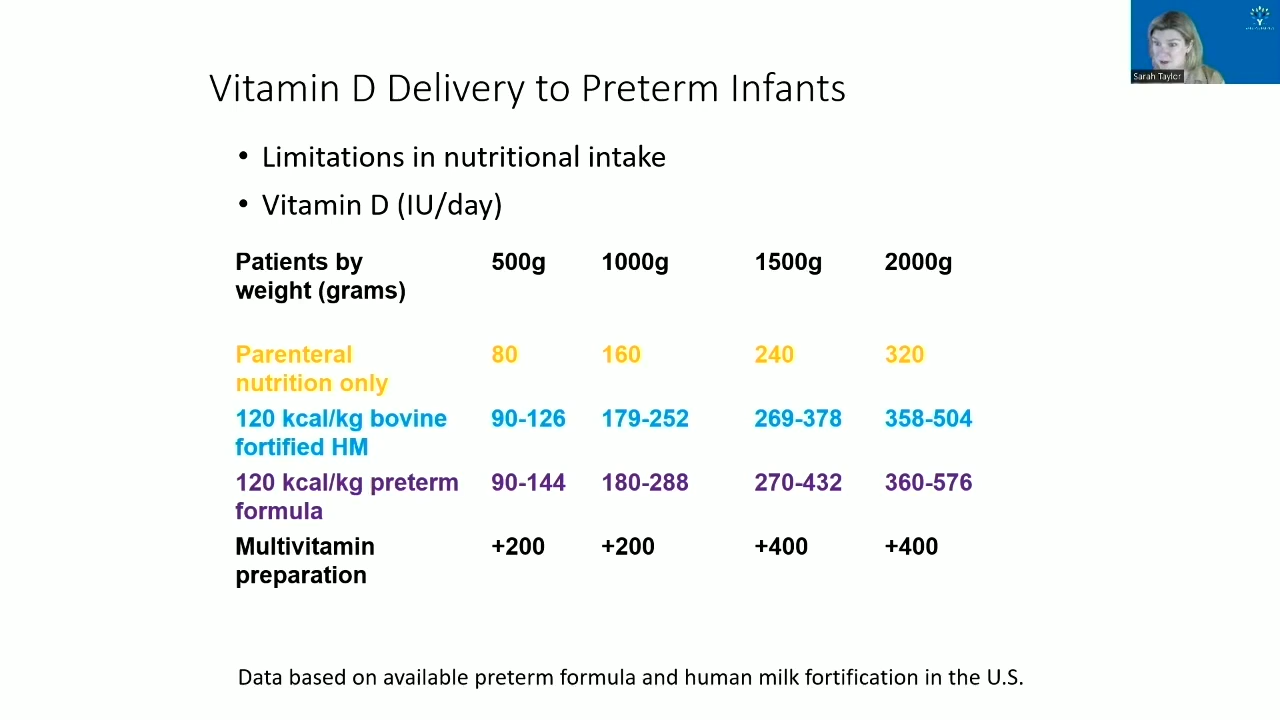 Sarah Taylor
Vitamin D Delivery to Preterm Infants
• Limitations in nutritional intake
• Vitamin D (IU/day)
Patients by weight (grams) 500g 1000g 1500g 2000g
Parenteral nutrition only 80 160 240 320
120 kcal/kg bovine fortified HM 90-126 179-252 269-378 358-504
120 kcal/kg preterm formula 90-144 180-288 270-432 360-576
Multivitamin preparation +200 +200 +400 +400
Data based on available preterm formula and human milk fortification in the U.S.